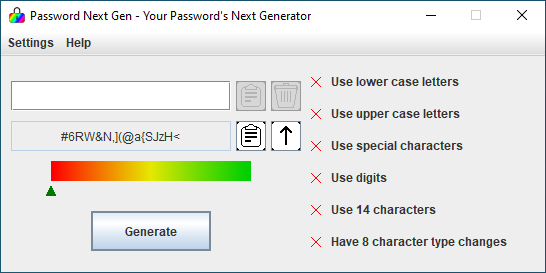 Password Next Gen - Your Password's Next Generator
Settings Help
Use lower case letters
Use upper case letters
#6RW&N,](@a{SJzH<
Use special characters
Use digits
Use 14 characters
Generate
Have 8 character type changes